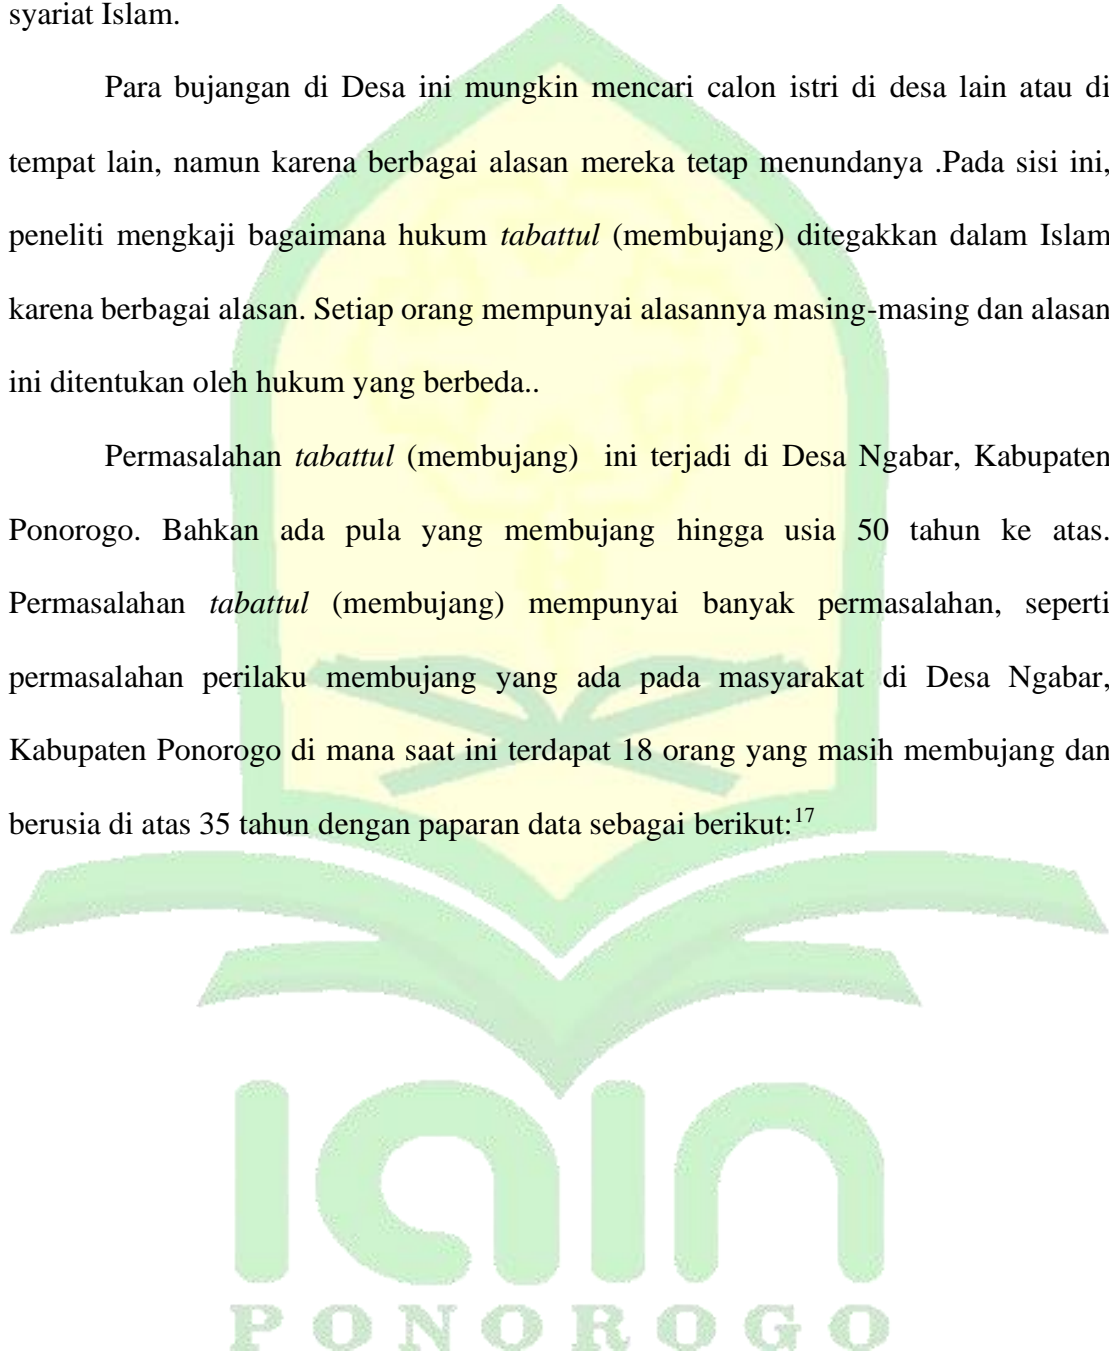 syariat Islam.
Para bujangan di Desa ini mungkin mencari calon istri di desa lain atau di
tempat lain, namun karena berbagai alasan mereka tetap menundanya .Pada sisi ini,
peneliti mengkaji bagaimana hukum tabattul (membujang) ditegakkan dalam Islam
karena berbagai alasan. Setiap orang mempunyai alasannya masing-masing dan alasan
ini ditentukan oleh hukum yang berbeda..
Permasalahan tabattul (membujang) ini terjadi di Desa Ngabar, Kabupaten
Ponorogo. Bahkan ada pula yang membujang hingga usia 50 tahun ke atas.
Permasalahan tabattul (membujang) mempunyai banyak permasalahan, seperti
permasalahan perilaku membujang yang ada pada masyarakat di Desa Ngabar,
Kabupaten Ponorogo di mana saat ini terdapat 18 orang yang masih membujang dan
berusia di atas 35 tahun dengan paparan data sebagai berikut:17
iain
PONOROGO